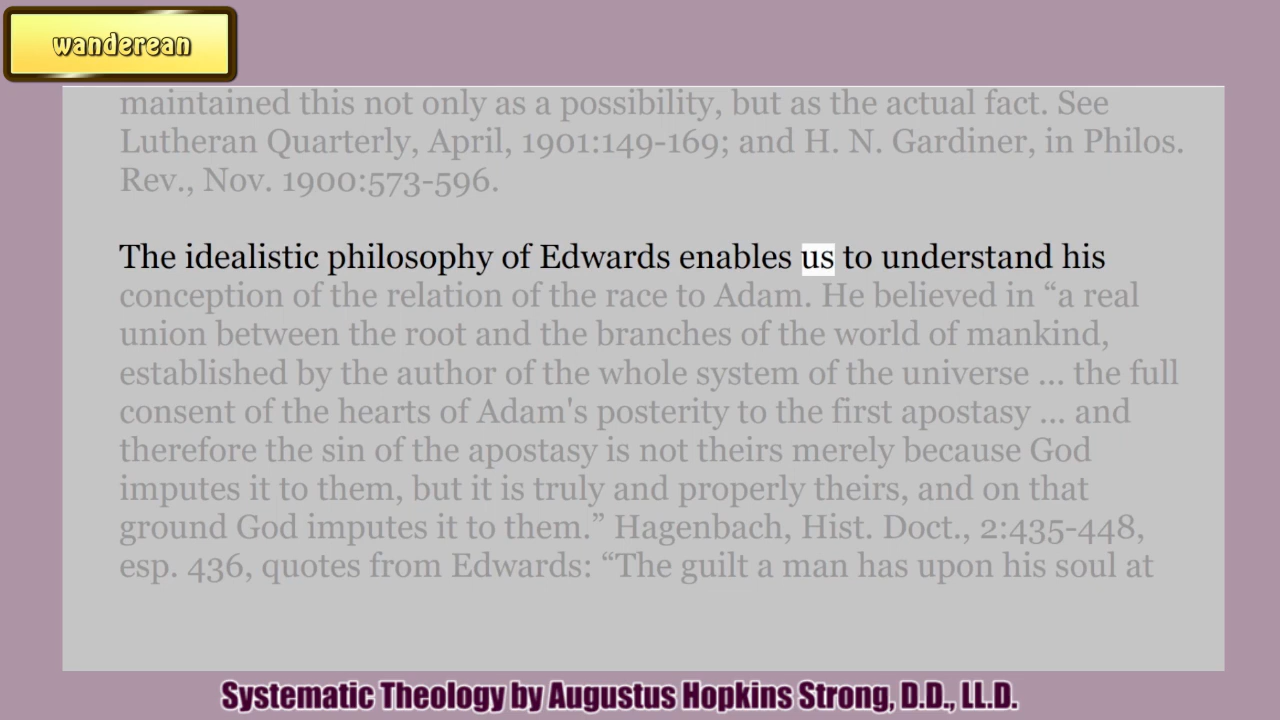 wanderean
maintained this not only as a possibility, but as the actual fact. See
Lutheran Quarterly, April, 1901:149-169; and H. N. Gardiner, in Philos.
Rev., Nov. 1900:573-596.
The idealistic philosophy of Edwards enables us to understand his
conception of the relation of the race to Adam. He believed in “a real
union between the root and the branches of the world of mankind,
established by the author of the whole system of the universe ... the full
consent of the hearts of Adam's posterity to the first apostasy ... and
therefore the sin of the apostasy is not theirs merely because God
imputes it to them, but it is truly and properly theirs, and on that
ground God imputes it to them.” Hagenbach, Hist. Doct., 2:435-448,
esp. 436, quotes from Edwards: “The guilt a man has upon his soul at
Systematic Theology by Augustus Hopkins Strong, D.D., LL.D.